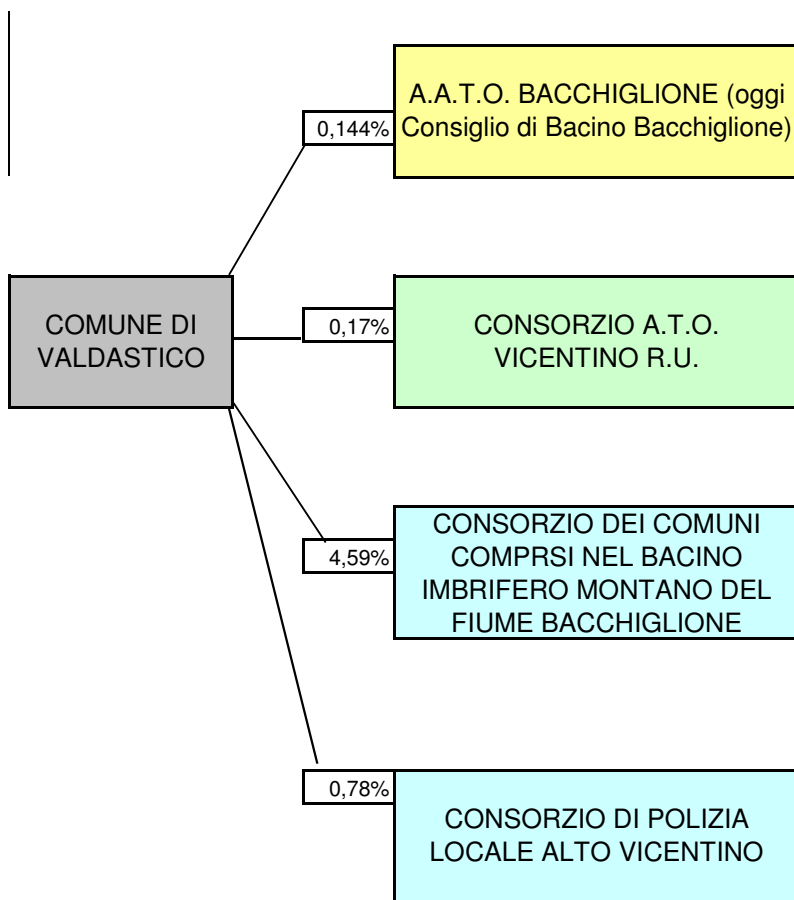 A.A.T.O. BACCHIGLIONE (oggi
Consiglio di Bacino Bacchiglione)
0,144%
COMUNE DI
VALDASTICO
0,17%
CONSORZIO A.T.O.
VICENTINO R.U.
4,59%
CONSORZIO DEI COMUNI
COMPRSI NEL BACINO
IMBRIFERO MONTANO DEL
FIUME BACCHIGLIONE
0,78%
CONSORZIO DI POLIZIA
LOCALE ALTO VICENTINO